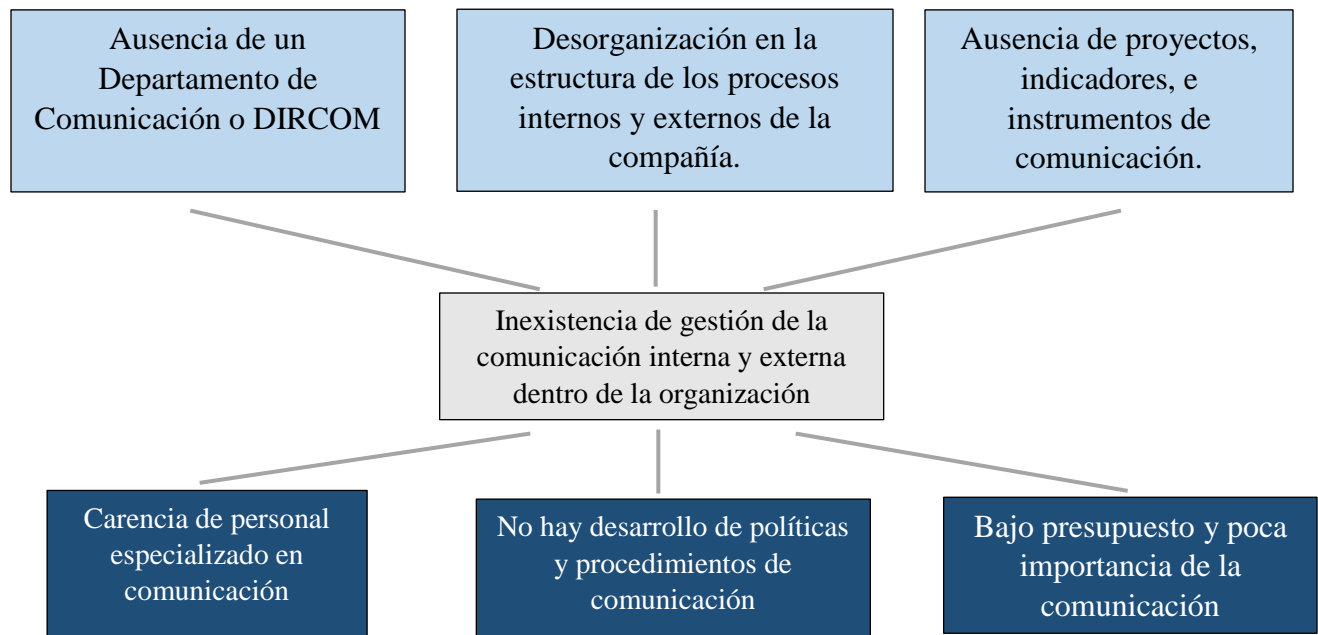 Ausencia de un
Departamento de
Comunicación o DIRCOM
Desorganización en la
estructura de los procesos
internos y externos de la
compañía.
Ausencia de proyectos,
indicadores, e
instrumentos de
comunicación.
Inexistencia de gestión de la
comunicación interna y externa
dentro de la organización
Carencia de personal
especializado en
comunicación
No hay desarrollo de políticas
y procedimientos de
comunicación
Bajo presupuesto y poca
importancia de la
comunicación